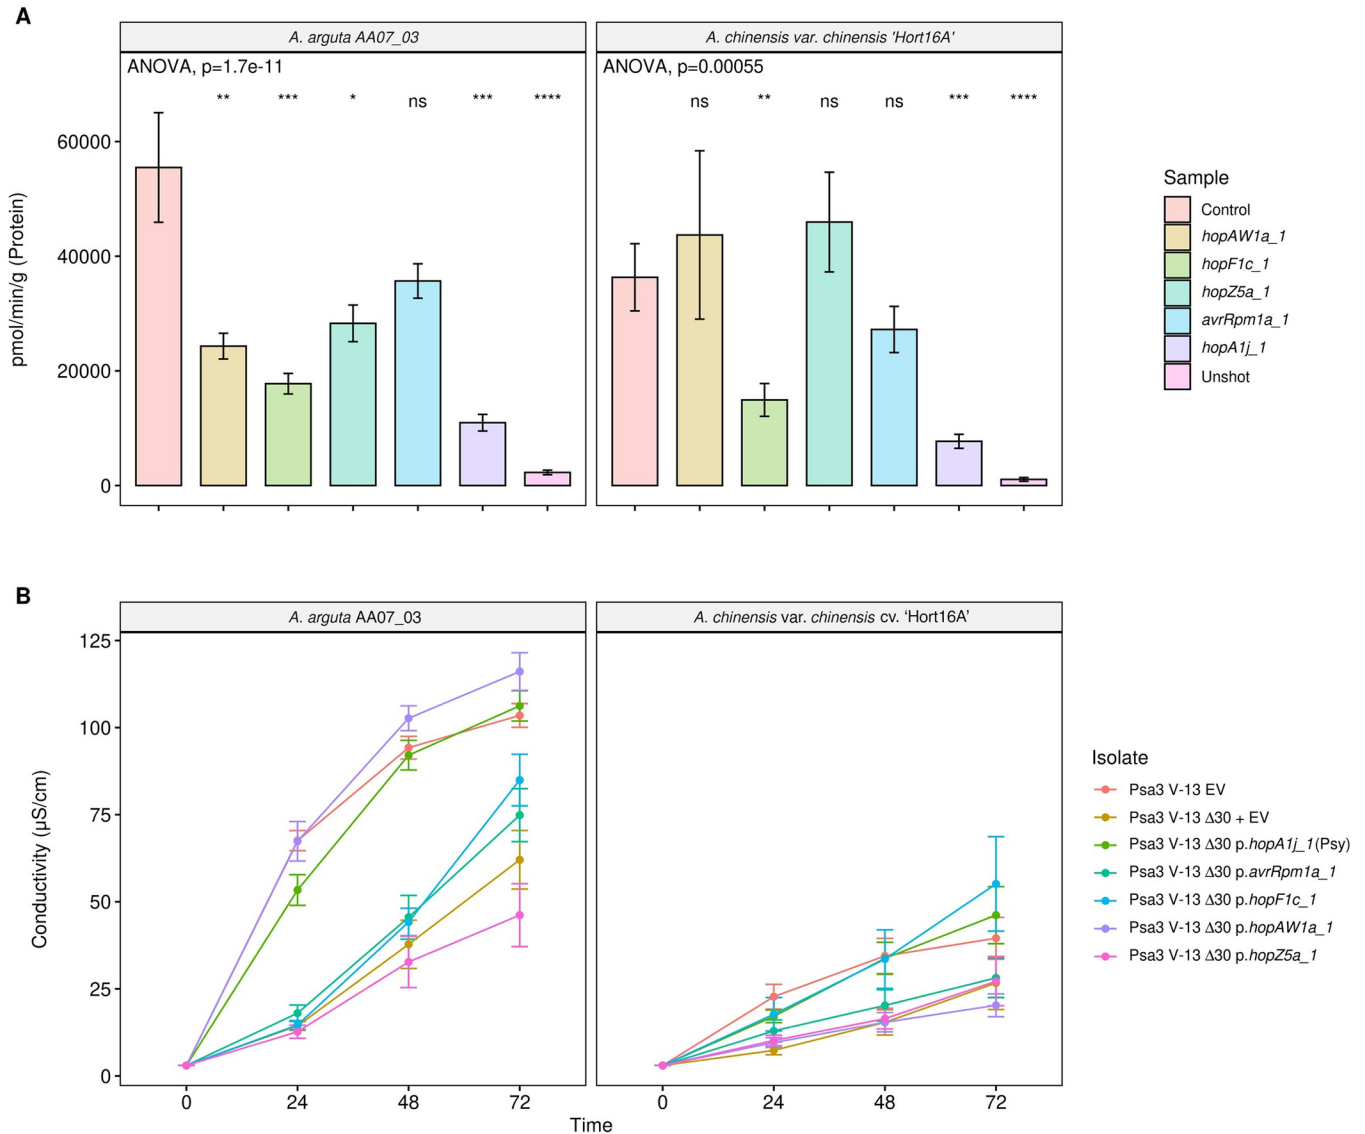 A
A. arguta AA07_03
A. chinensis var. chinensis 'Hort16A'
ANOVA, p=1.7e-11
ANOVA, p=0.00055
** *** * ns *** ****
ns ** ns ns *** ****
60000
40000
20000
0
pmol/min/g (Protein)
Sample
Control
hopAW1a_1
hopF1c_1
hopZ5a_1
avrRpm1a_1
hopA1j_1
Unshot
B
A. arguta AA07_03
A. chinensis var. chinensis cv. ‘Hort16A’
125
100
75
50
25
0
Conductivity (µS/cm)
0 24 48 72
0 24 48 72
Time
Isolate
Psa3 V-13 EV
Psa3 V-13 Δ30 + EV
Psa3 V-13 Δ30 p.hopA1j_1(Psy)
Psa3 V-13 Δ30 p.avrRpm1a_1
Psa3 V-13 Δ30 p.hopF1c_1
Psa3 V-13 Δ30 p.hopAW1a_1
Psa3 V-13 Δ30 p.hopZ5a_1